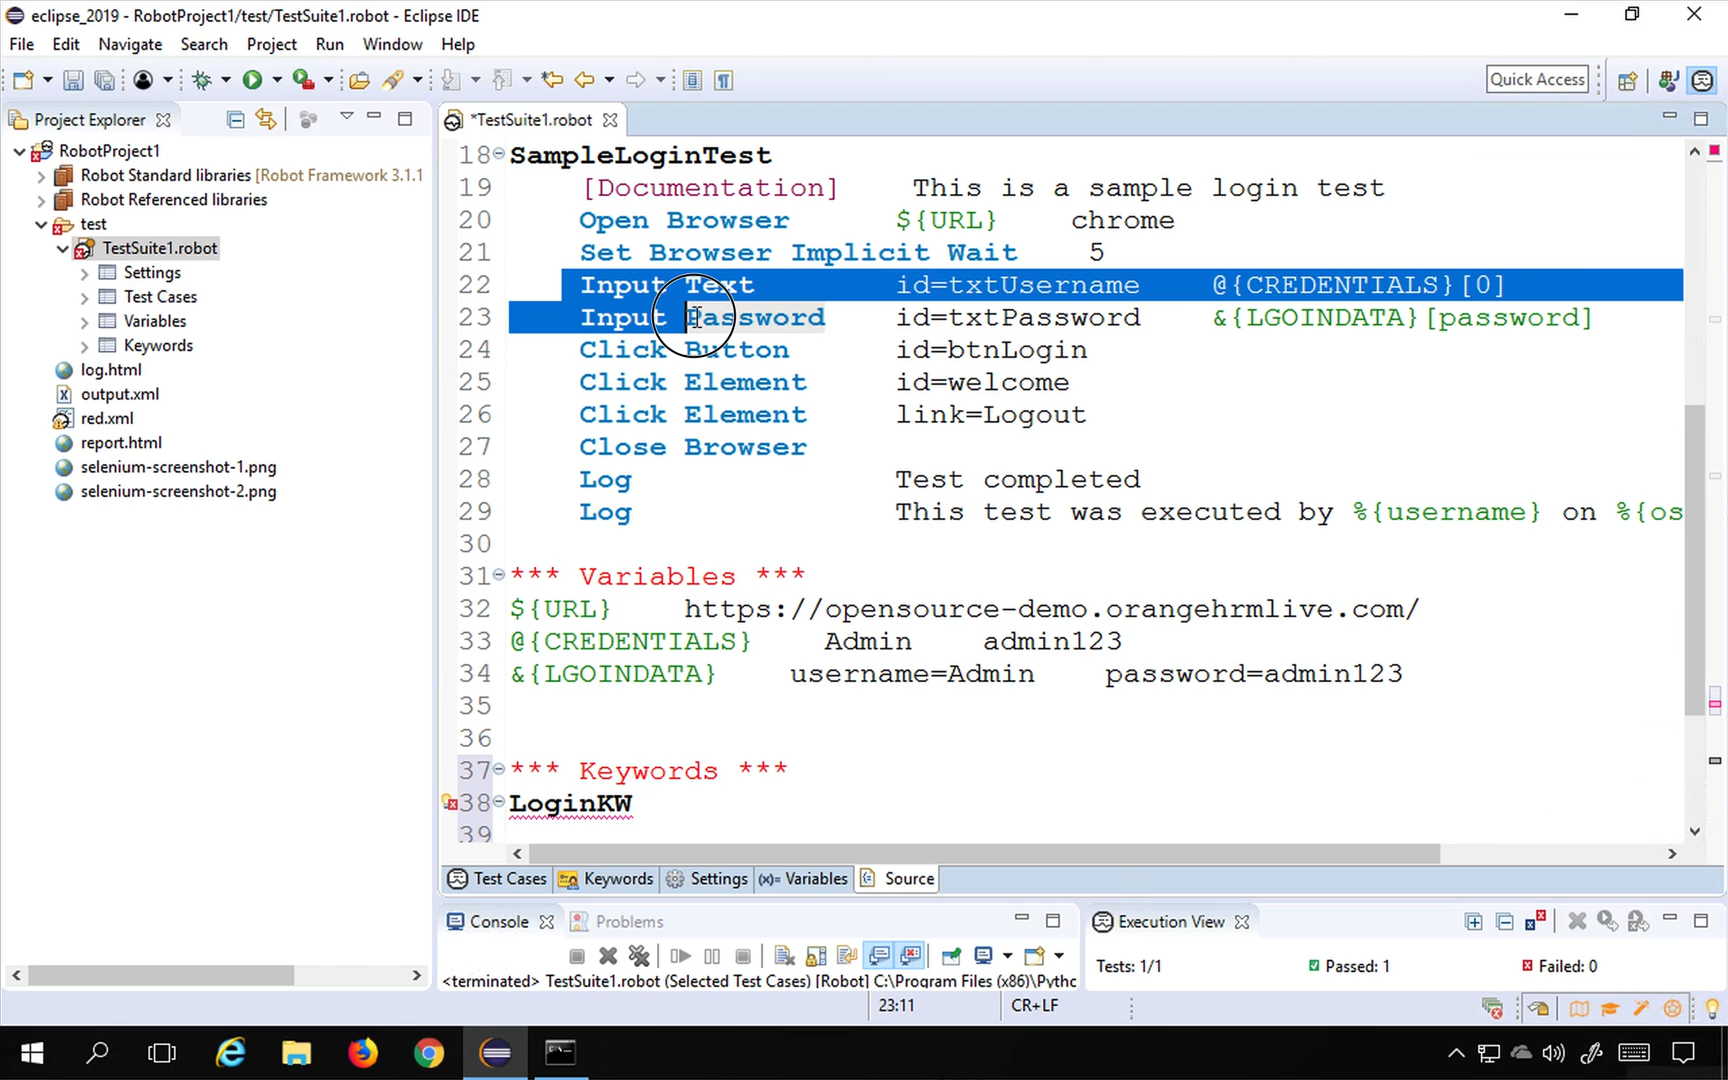 eclipse_2019 - RobotProject1/test/TestSuite1.robot - Eclipse IDE
File Edit Navigate Search Project Run Window Help
Quick Access
Project Explorer
*TestSuite1.robot
RobotProject1
Robot Standard libraries [Robot Framework 3.1.1
Robot Referenced libraries
test
TestSuite1.robot
Settings
Test Cases
Variables
Keywords
log.html
output.xml
red.xml
report.html
selenium-screenshot-1.png
selenium-screenshot-2.png
18 SampleLoginTest
19 [Documentation] This is a sample login test
20 Open Browser ${URL} chrome
21 Set Browser Implicit Wait 5
22 Input Text id=txtUsername @{CREDENTIALS}[0]
23 Input Password id=txtPassword &{LGOINDATA}[password]
24 Click Button id=btnLogin
25 Click Element id=welcome
26 Click Element link=Logout
27 Close Browser
28 Log Test completed
29 Log This test was executed by %{username} on %{os
30
31 *** Variables ***
32 ${URL} https://opensource-demo.orangehrmlive.com/
33 @{CREDENTIALS} Admin admin123
34 &{LGOINDATA} username=Admin password=admin123
35
36
37 *** Keywords ***
38 LoginKW
39
Test Cases Keywords Settings (x)= Variables Source
Console Problems
<terminated> TestSuite1.robot (Selected Test Cases) [Robot] C:\Program Files (x86)\Pythc
Execution View
Tests: 1/1 Passed: 1 Failed: 0
23:11 CR+LF